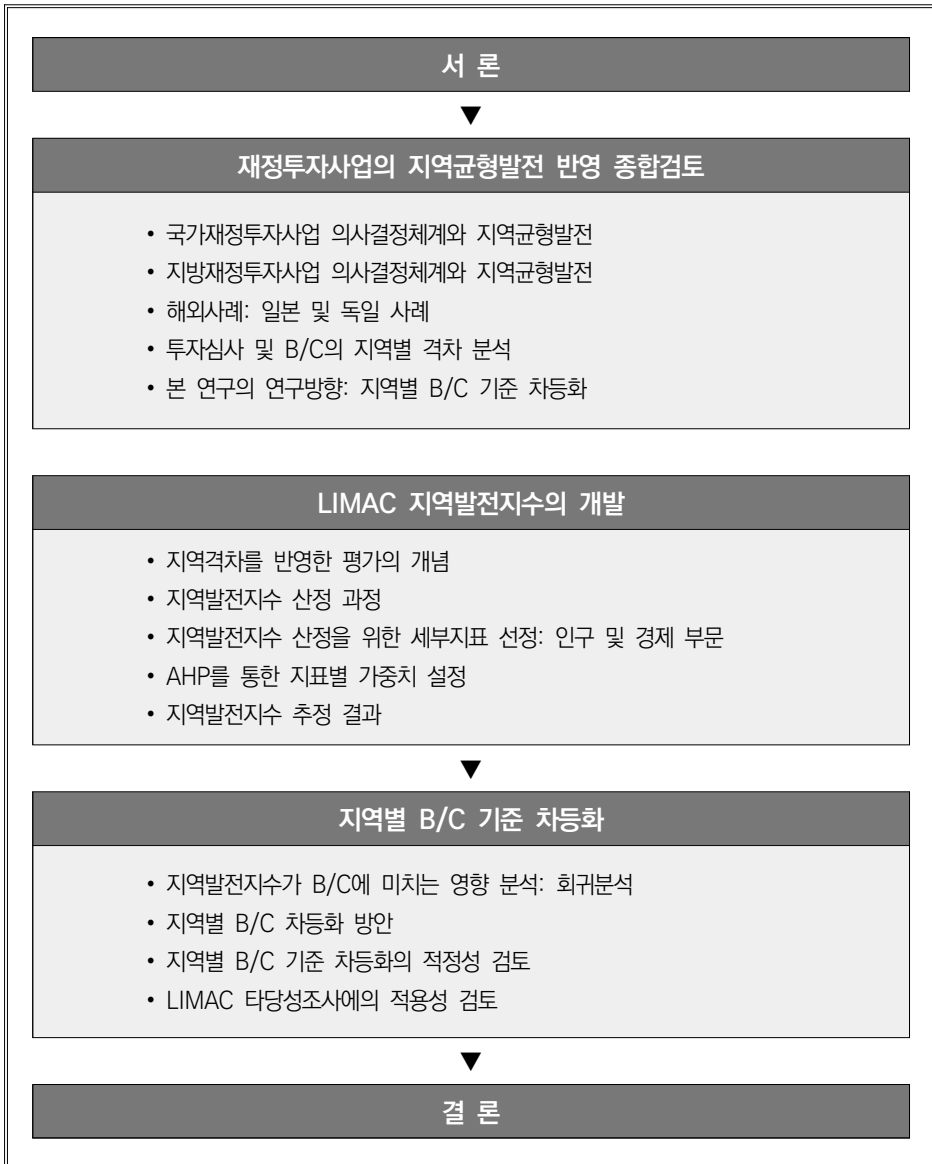 서 론
▼
재정투자사업의 지역균형발전 반영 종합검토
• 국가재정투자사업 의사결정체계와 지역균형발전
• 지방재정투자사업 의사결정체계와 지역균형발전
• 해외사례: 일본 및 독일 사례
• 투자심사 및 B/C의 지역별 격차 분석
• 본 연구의 연구방향: 지역별 B/C 기준 차등화
LIMAC 지역발전지수의 개발
• 지역격차를 반영한 평가의 개념
• 지역발전지수 산정 과정
• 지역발전지수 산정을 위한 세부지표 선정: 인구 및 경제 부문
• AHP를 통한 지표별 가중치 설정
• 지역발전지수 추정 결과
▼
지역별 B/C 기준 차등화
• 지역발전지수가 B/C에 미치는 영향 분석: 회귀분석
• 지역별 B/C 차등화 방안
• 지역별 B/C 기준 차등화의 적정성 검토
• LIMAC 타당성조사에의 적용성 검토
▼
결 론